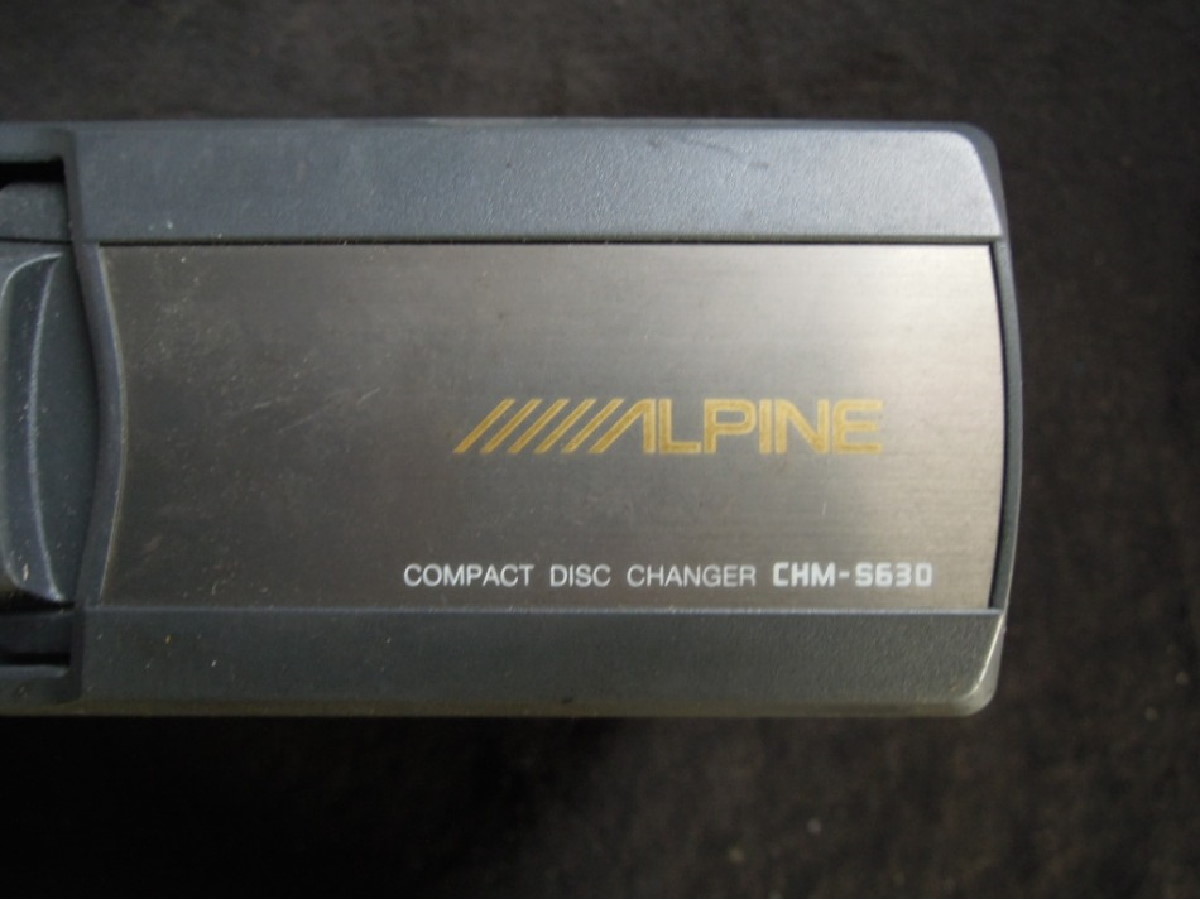 ALPINE
COMPACT DISC CHANGER CHM-S630